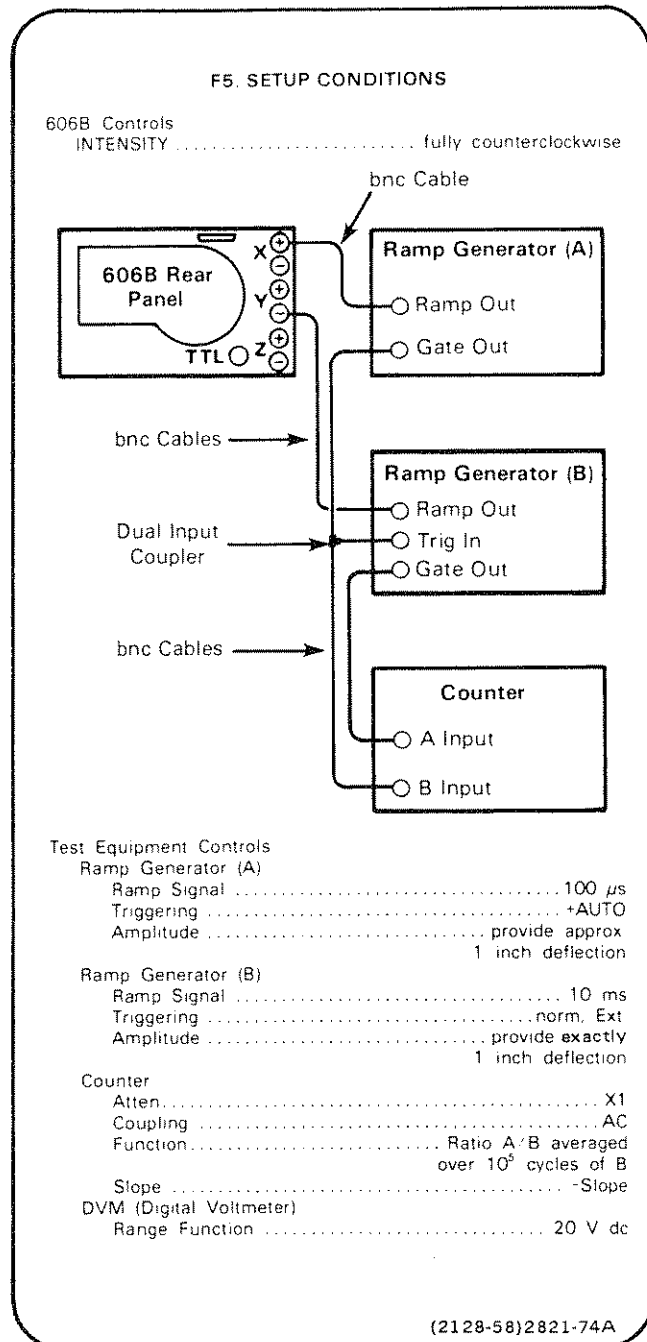 F5. SETUP CONDITIONS
606B Controls
INTENSITY ........................ fully counterclockwise
bnc Cable
606B Rear
Panel
X
+
−
Y
+
−
Z
+
−
TTL
Ramp Generator (A)
Ramp Out
Gate Out
bnc Cables
Dual Input
Coupler
bnc Cables
Ramp Generator (B)
Ramp Out
Trig In
Gate Out
Counter
A Input
B Input
Test Equipment Controls
Ramp Generator (A)
Ramp Signal ................................. 100 µs
Triggering .................................. +AUTO
Amplitude ............................ provide approx
1 inch deflection
Ramp Generator (B)
Ramp Signal ................................. 10 ms
Triggering ............................... norm, Ext
Amplitude ............................ provide exactly
1 inch deflection
Counter
Atten .......................................... X1
Coupling ....................................... AC
Function ......................... Ratio A/B averaged
over 10⁵ cycles of B
Slope ...................................... -Slope
DVM (Digital Voltmeter)
Range Function ............................. 20 V dc
(2128-58)2821-74A